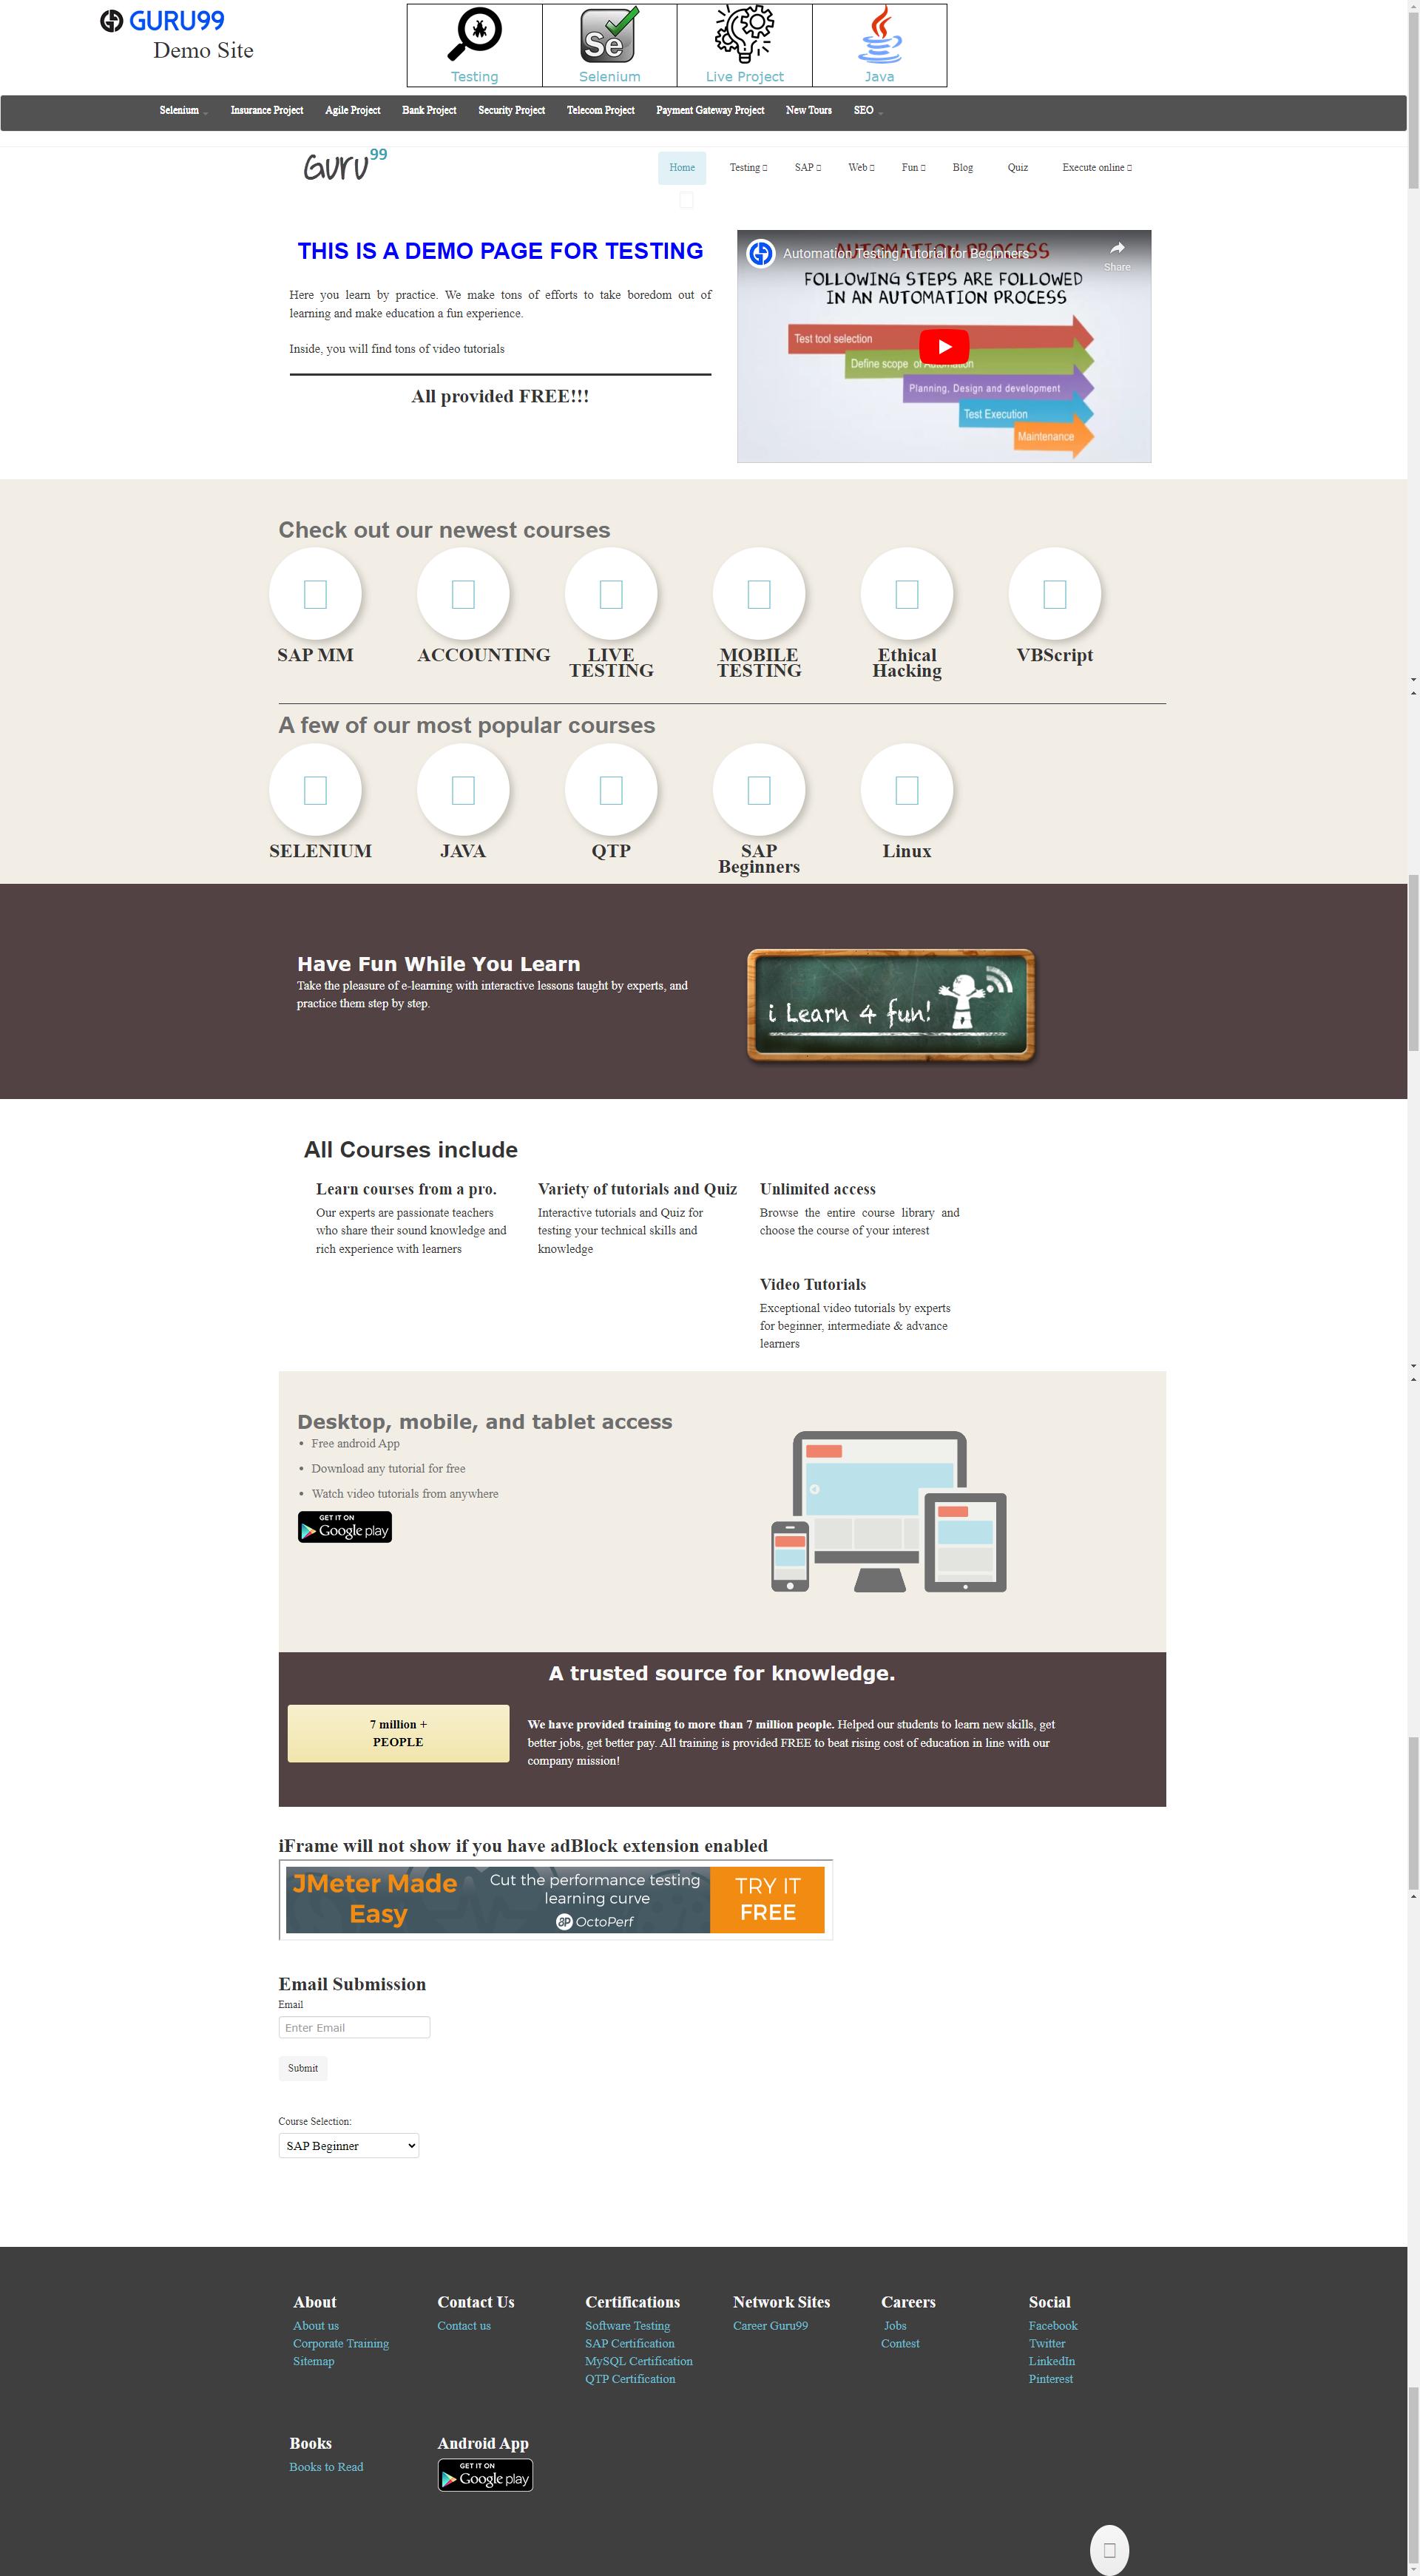 GURU99
Demo Site
Testing
Selenium
Live Project
Java
Se
Selenium
Insurance Project
Agile Project
Bank Project
Security Project
Telecom Project
Payment Gateway Project
New Tours
SEO
Guru99
Home
Testing
SAP
Web
Fun
Blog
Quiz
Execute online
THIS IS A DEMO PAGE FOR TESTING
Here you learn by practice. We make tons of efforts to take boredom out of
learning and make education a fun experience.
Inside, you will find tons of video tutorials
All provided FREE!!!
Automation Testing Tutorial for Beginners
Share
AUTOMATION PROCESS
FOLLOWING STEPS ARE FOLLOWED
IN AN AUTOMATION PROCESS
Test tool selection
Define scope of Automation
Planning, Design and development
Test Execution
Maintenance
Check out our newest courses
SAP MM
ACCOUNTING
LIVE
TESTING
MOBILE
TESTING
Ethical
Hacking
VBScript
A few of our most popular courses
SELENIUM
JAVA
QTP
SAP
Beginners
Linux
Have Fun While You Learn
Take the pleasure of e-learning with interactive lessons taught by experts, and
practice them step by step.
i Learn 4 fun!
All Courses include
Learn courses from a pro.
Our experts are passionate teachers
who share their sound knowledge and
rich experience with learners
Variety of tutorials and Quiz
Interactive tutorials and Quiz for
testing your technical skills and
knowledge
Unlimited access
Browse the entire course library and
choose the course of your interest
Video Tutorials
Exceptional video tutorials by experts
for beginner, intermediate & advance
learners
Desktop, mobile, and tablet access
Free android App
Download any tutorial for free
Watch video tutorials from anywhere
GET IT ON
Google play
A trusted source for knowledge.
7 million +
PEOPLE
We have provided training to more than 7 million people. Helped our students to learn new skills, get
better jobs, get better pay. All training is provided FREE to beat rising cost of education in line with our
company mission!
iFrame will not show if you have adBlock extension enabled
JMeter Made
Easy
Cut the performance testing
learning curve
OctoPerf
TRY IT
FREE
Email Submission
Email
Enter Email
Submit
Course Selection:
SAP Beginner
About
About us
Corporate Training
Sitemap
Contact Us
Contact us
Certifications
Software Testing
SAP Certification
MySQL Certification
QTP Certification
Network Sites
Career Guru99
Careers
Jobs
Contest
Social
Facebook
Twitter
LinkedIn
Pinterest
Books
Books to Read
Android App
GET IT ON
Google play